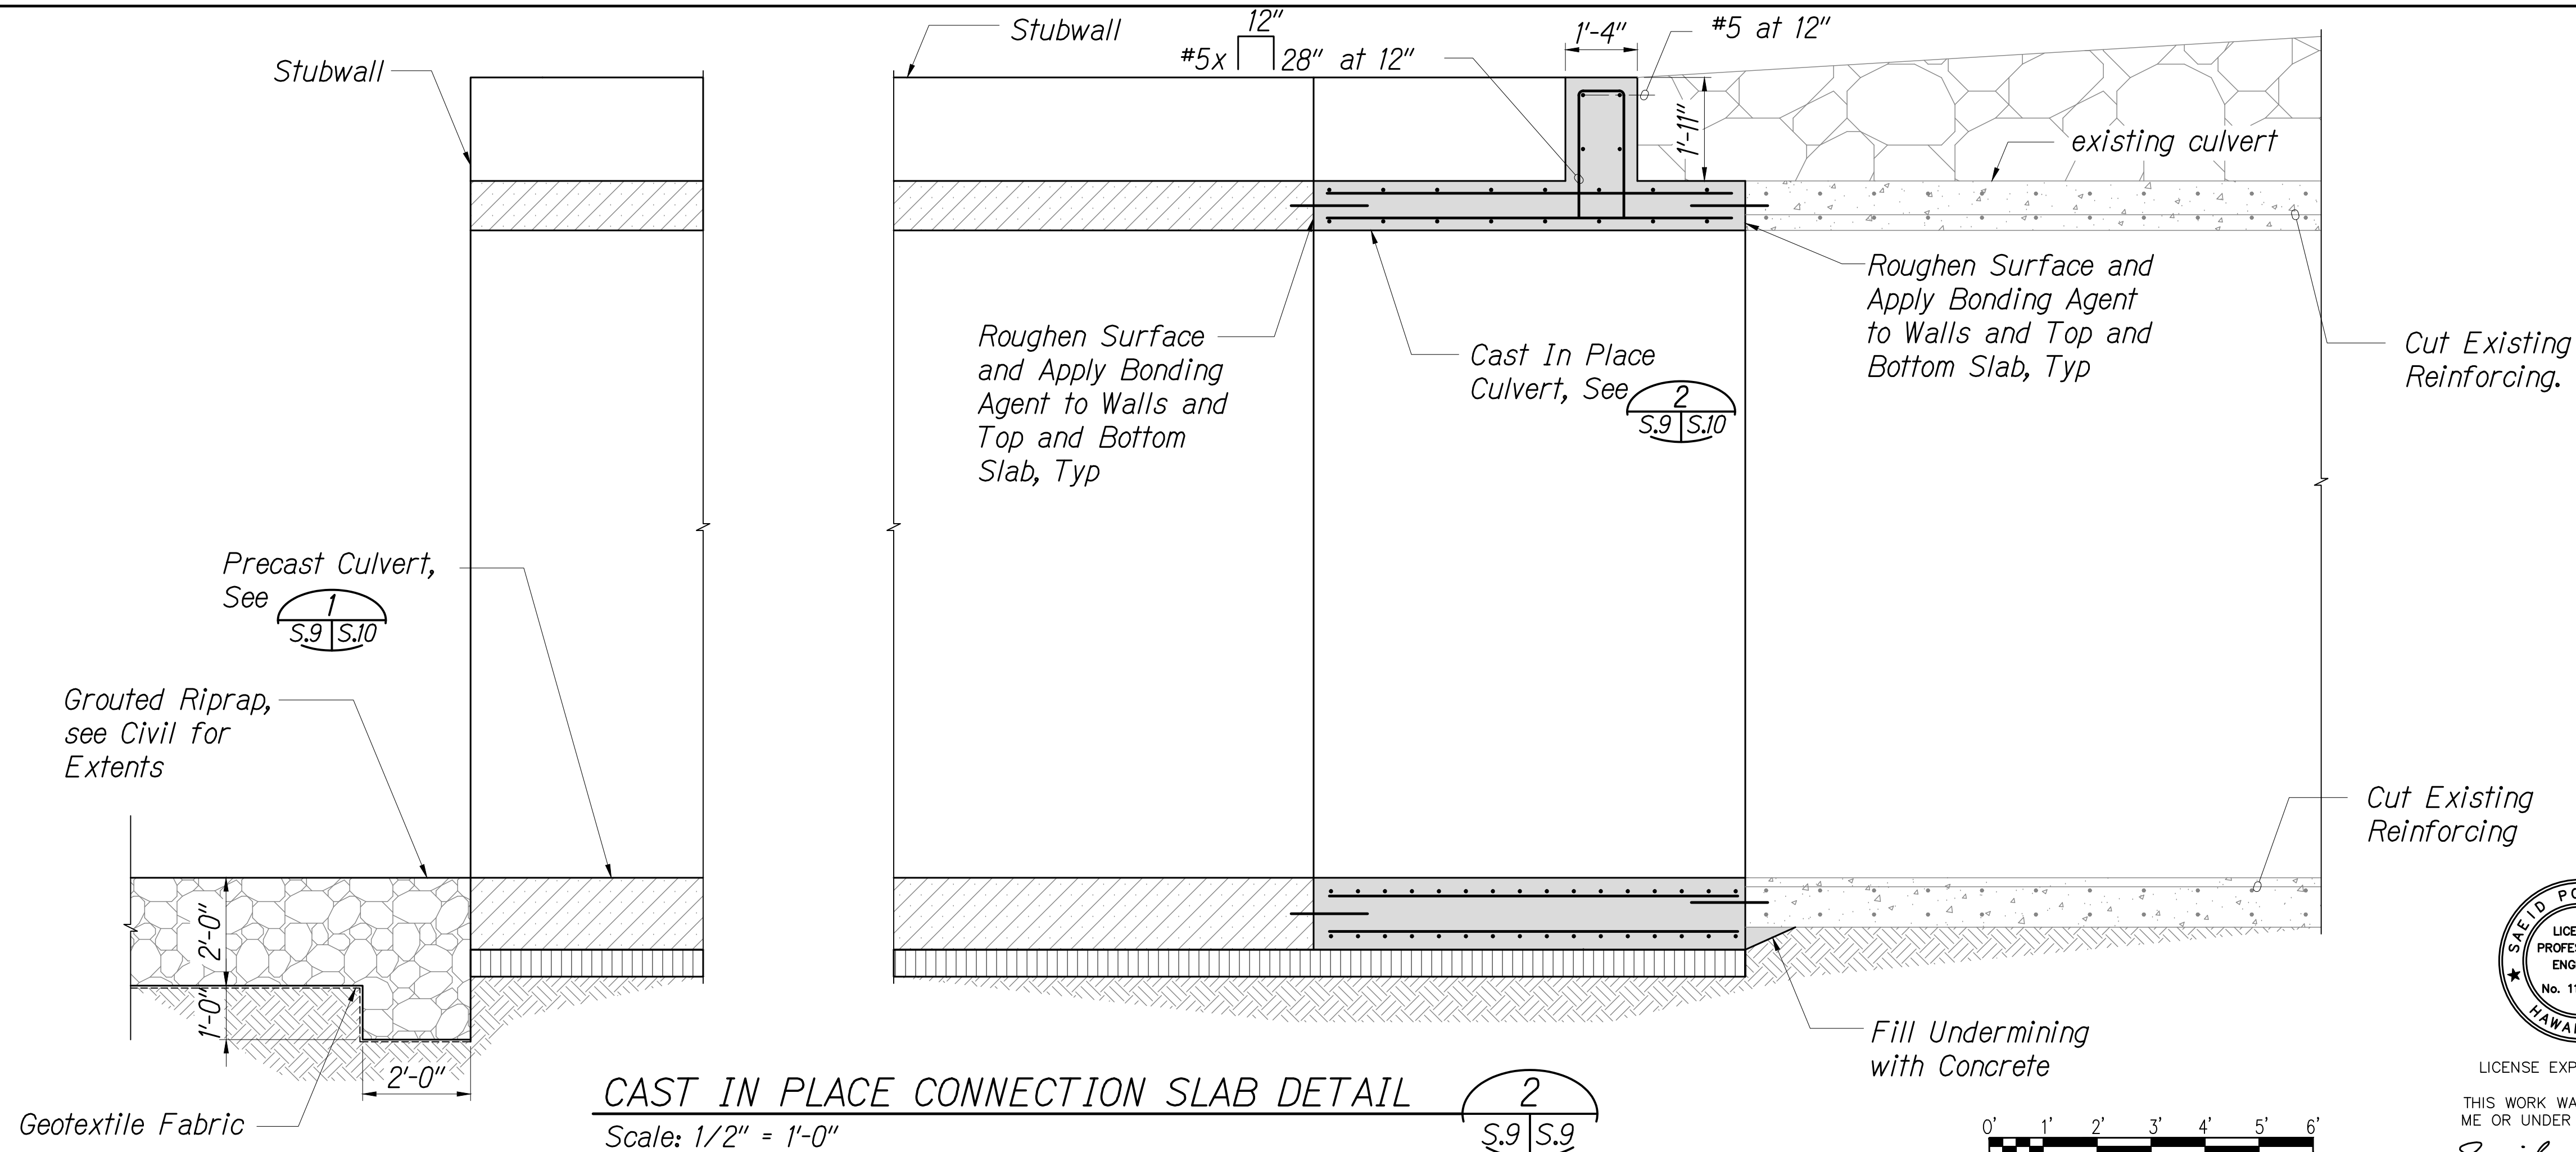 Stubwall
Stubwall
12"
#5x 28" at 12"
1'-4"
#5 at 12"
1'-11"
existing culvert
Roughen Surface and
Apply Bonding Agent
to Walls and Top and
Bottom Slab, Typ
Cut Existing
Reinforcing.
Roughen Surface
and Apply Bonding
Agent to Walls and
Top and Bottom
Slab, Typ
Cast In Place
Culvert, See
2
S.9 S.10
Precast Culvert,
See
1
S.9 S.10
Grouted Riprap,
see Civil for
Extents
Cut Existing
Reinforcing
2'-0"
1'-0"
2'-0"
Geotextile Fabric
Fill Undermining
with Concrete
CAST IN PLACE CONNECTION SLAB DETAIL
2
S.9 S.9
Scale: 1/2" = 1'-0"
0' 1' 2' 3' 4' 5' 6'
SAEID
No.
LICENSE
THIS WORK
ME OR UNDER